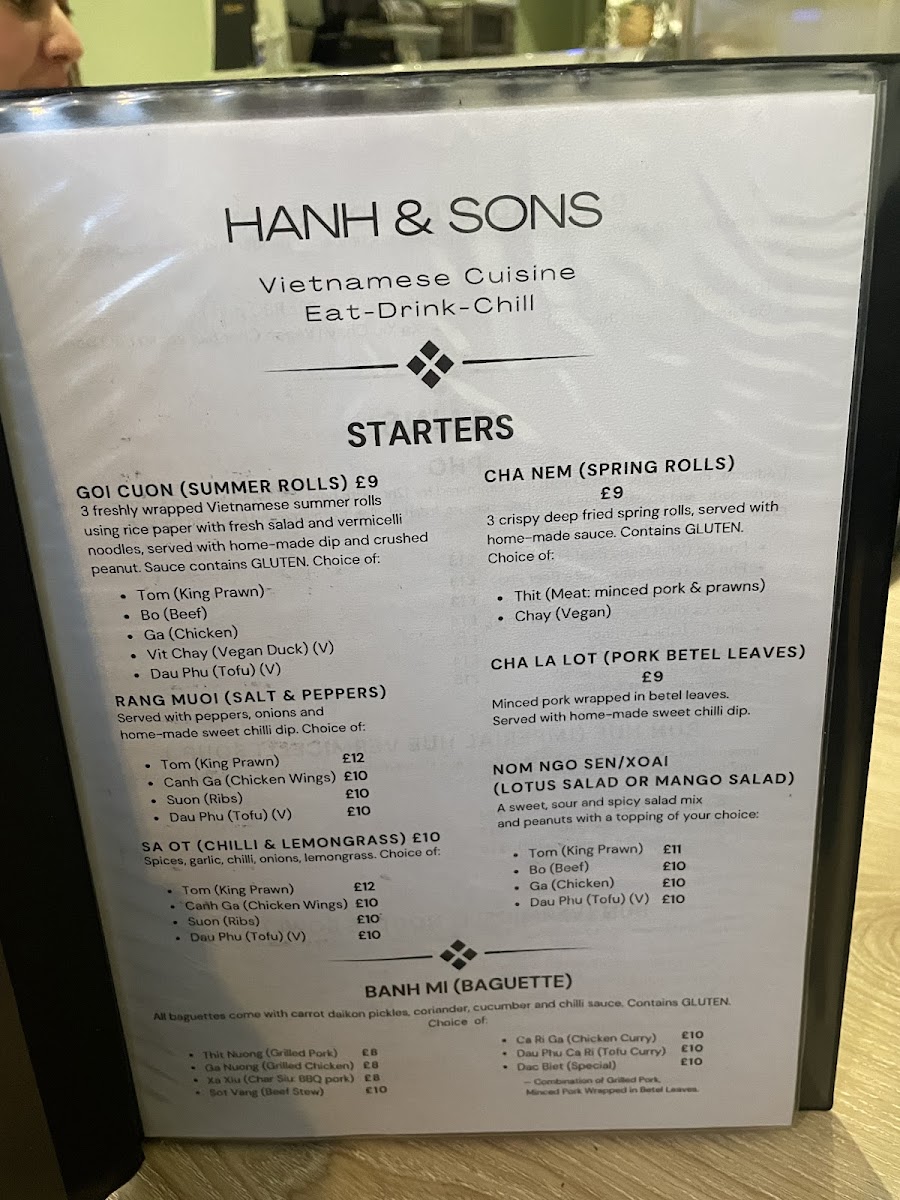 HANH & SONS
Vietnamese Cuisine
Eat-Drink-Chill
STARTERS
GOI CUON (SUMMER ROLLS) £9
3 freshly wrapped Vietnamese summer rolls
using rice paper with fresh salad and vermicelli
noodles, served with home-made dip and crushed
peanut. Sauce contains GLUTEN. Choice of:
• Tom (King Prawn)
• Bo (Beef)
• Ga (Chicken)
• Vit Chay (Vegan Duck) (V)
• Dau Phu (Tofu) (V)
RANG MUOI (SALT & PEPPERS)
Served with peppers, onions and
home-made sweet chilli dip. Choice of:
• Tom (King Prawn) £12
• Canh Ga (Chicken Wings) £10
• Suon (Ribs) £10
• Dau Phu (Tofu) (V) £10
SA OT (CHILLI & LEMONGRASS) £10
Spices, garlic, chilli, onions, lemongrass. Choice of:
• Tom (King Prawn) £12
• Canh Ga (Chicken Wings) £10
• Suon (Ribs) £10
• Dau Phu (Tofu) (V) £10
CHA NEM (SPRING ROLLS)
£9
3 crispy deep fried spring rolls, served with
home-made sauce. Contains GLUTEN.
Choice of:
• Thit (Meat: minced pork & prawns)
• Chay (Vegan)
CHA LA LOT (PORK BETEL LEAVES)
£9
Minced pork wrapped in betel leaves.
Served with home-made sweet chilli dip.
NOM NGO SEN/XOAI
(LOTUS SALAD OR MANGO SALAD)
A sweet, sour and spicy salad mix
and peanuts with a topping of your choice:
• Tom (King Prawn) £11
• Bo (Beef) £10
• Ga (Chicken) £10
• Dau Phu (Tofu) (V) £10
BANH MI (BAGUETTE)
All baguettes come with carrot daikon pickles, coriander, cucumber and chilli sauce. Contains GLUTEN.
Choice of:
• Thit Nuong (Grilled Pork) £8
• Ga Nuong (Grilled Chicken) £8
• Xa Xiu (Char Siu: BBQ pork) £8
• Sot Vang (Beef Stew) £10
• Ca Ri Ga (Chicken Curry) £10
• Dau Phu Ca Ri (Tofu Curry) £10
• Dac Biet (Special) £10
— Combination of Grilled Pork,
Minced Pork Wrapped in Betel Leaves.